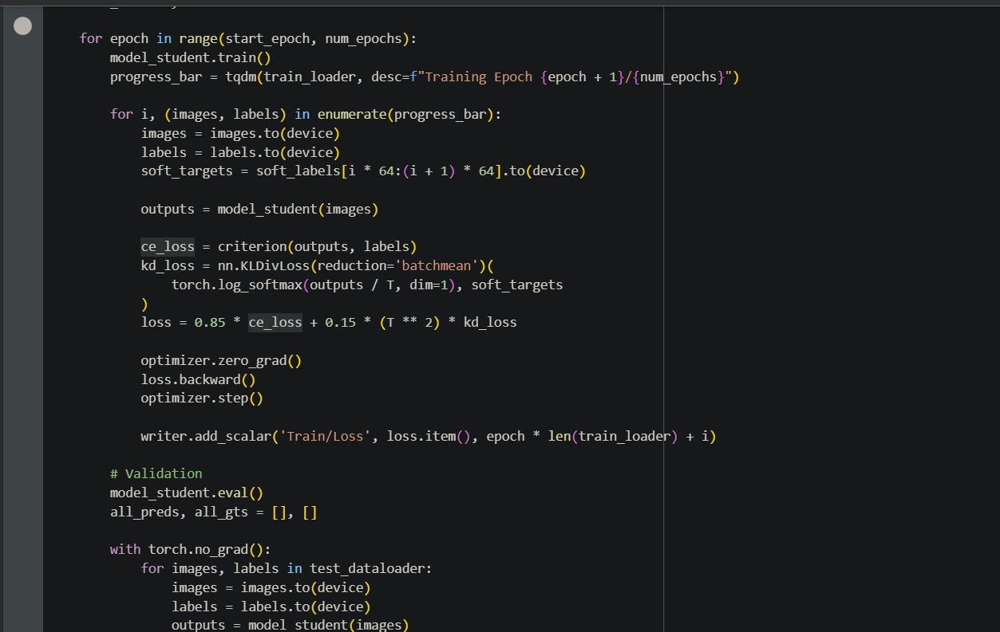 for epoch in range(start_epoch, num_epochs):
model_student.train()
progress_bar = tqdm(train_loader, desc=f"Training Epoch {epoch + 1}/{num_epochs}")
for i, (images, labels) in enumerate(progress_bar):
images = images.to(device)
labels = labels.to(device)
soft_targets = soft_labels[i * 64:(i + 1) * 64].to(device)
outputs = model_student(images)
ce_loss = criterion(outputs, labels)
kd_loss = nn.KLDivLoss(reduction='batchmean')(
torch.log_softmax(outputs / T, dim=1), soft_targets
)
loss = 0.85 * ce_loss + 0.15 * (T ** 2) * kd_loss
optimizer.zero_grad()
loss.backward()
optimizer.step()
writer.add_scalar('Train/Loss', loss.item(), epoch * len(train_loader) + i)
# Validation
model_student.eval()
all_preds, all_gts = [], []
with torch.no_grad():
for images, labels in test_dataloader:
images = images.to(device)
labels = labels.to(device)
outputs = model_student(images)